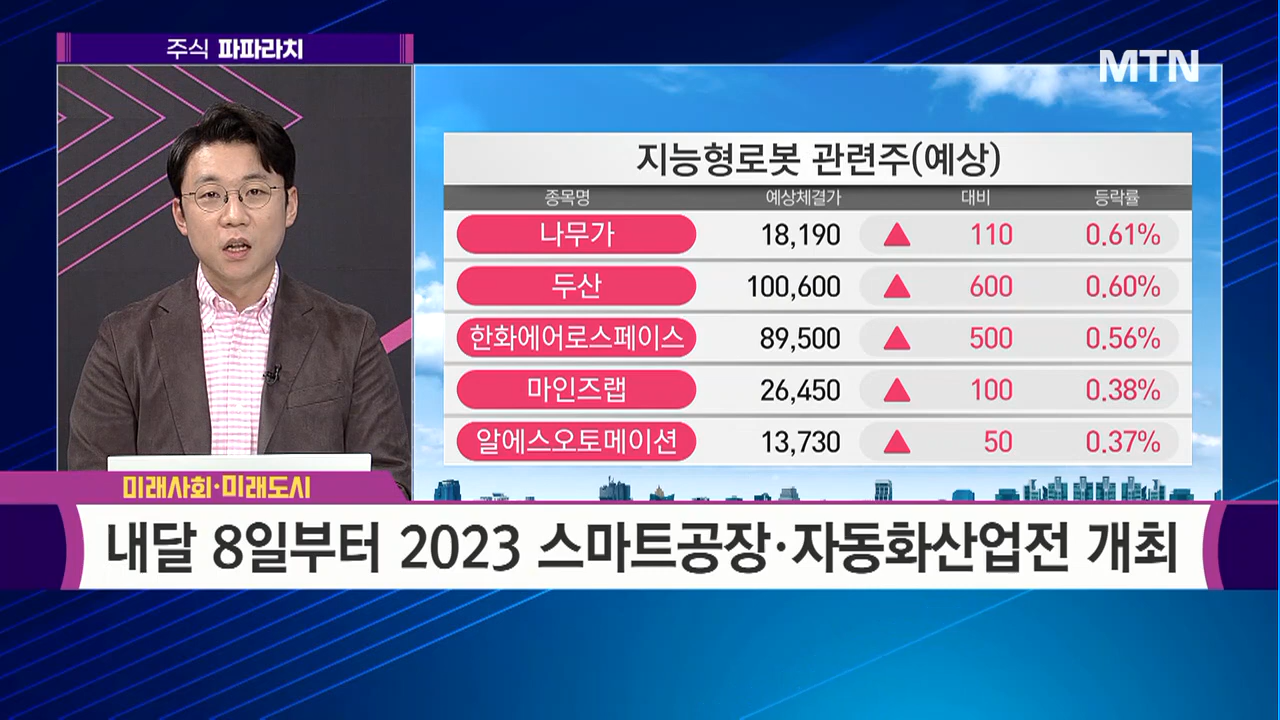 주식 파파라치
MTN
지능형로봇 관련주(예상)
종목명 예상체결가 대비 등락률
나무가 18,190 ▲ 110 0.61%
두산 100,600 ▲ 600 0.60%
한화에어로스페이스 89,500 ▲ 500 0.56%
마인즈랩 26,450 ▲ 100 0.38%
알에스오토메이션 13,730 ▲ 50 0.37%
미래사회·미래도시
내달 8일부터 2023 스마트공장·자동화산업전 개최